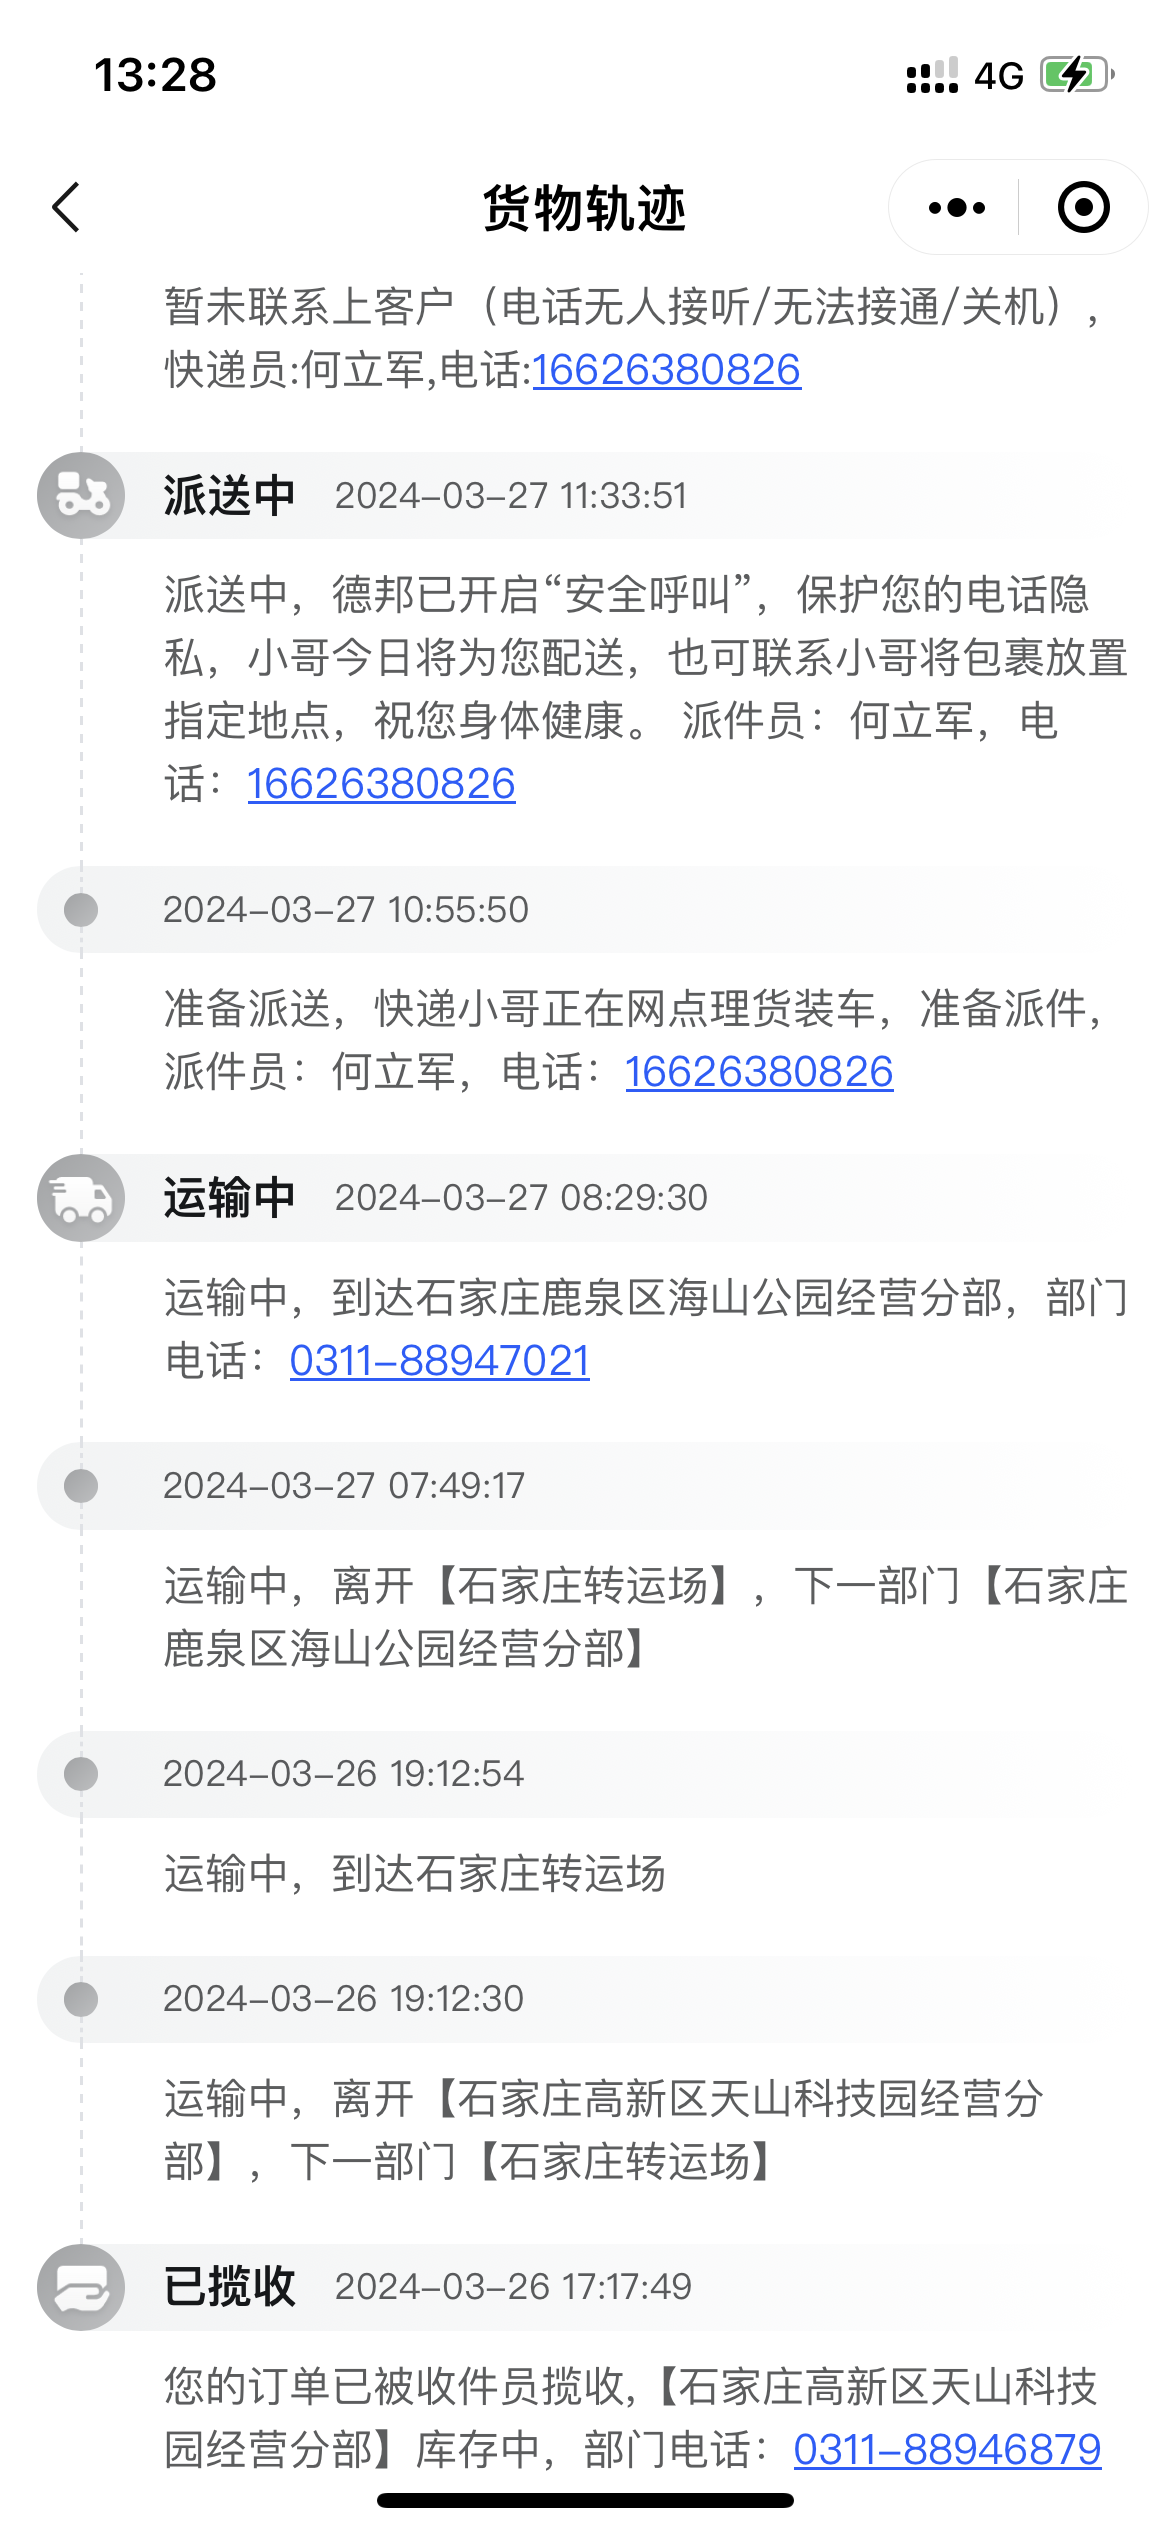 13:28
4G
货物轨迹
暂未联系上客户（电话无人接听/无法接通/关机），
快递员:何立军,电话:16626380826
派送中 2024-03-27 11:33:51
派送中，德邦已开启“安全呼叫”，保护您的电话隐
私，小哥今日将为您配送，也可联系小哥将包裹放置
指定地点，祝您身体健康。 派件员：何立军，电
话：16626380826
2024-03-27 10:55:50
准备派送，快递小哥正在网点理货装车，准备派件，
派件员：何立军，电话：16626380826
运输中 2024-03-27 08:29:30
运输中，到达石家庄鹿泉区海山公园经营分部，部门
电话：0311-88947021
2024-03-27 07:49:17
运输中，离开【石家庄转运场】，下一部门【石家庄
鹿泉区海山公园经营分部】
2024-03-26 19:12:54
运输中，到达石家庄转运场
2024-03-26 19:12:30
运输中，离开【石家庄高新区天山科技园经营分
部】，下一部门【石家庄转运场】
已揽收 2024-03-26 17:17:49
您的订单已被收件员揽收,【石家庄高新区天山科技
园经营分部】库存中，部门电话：0311-88946879